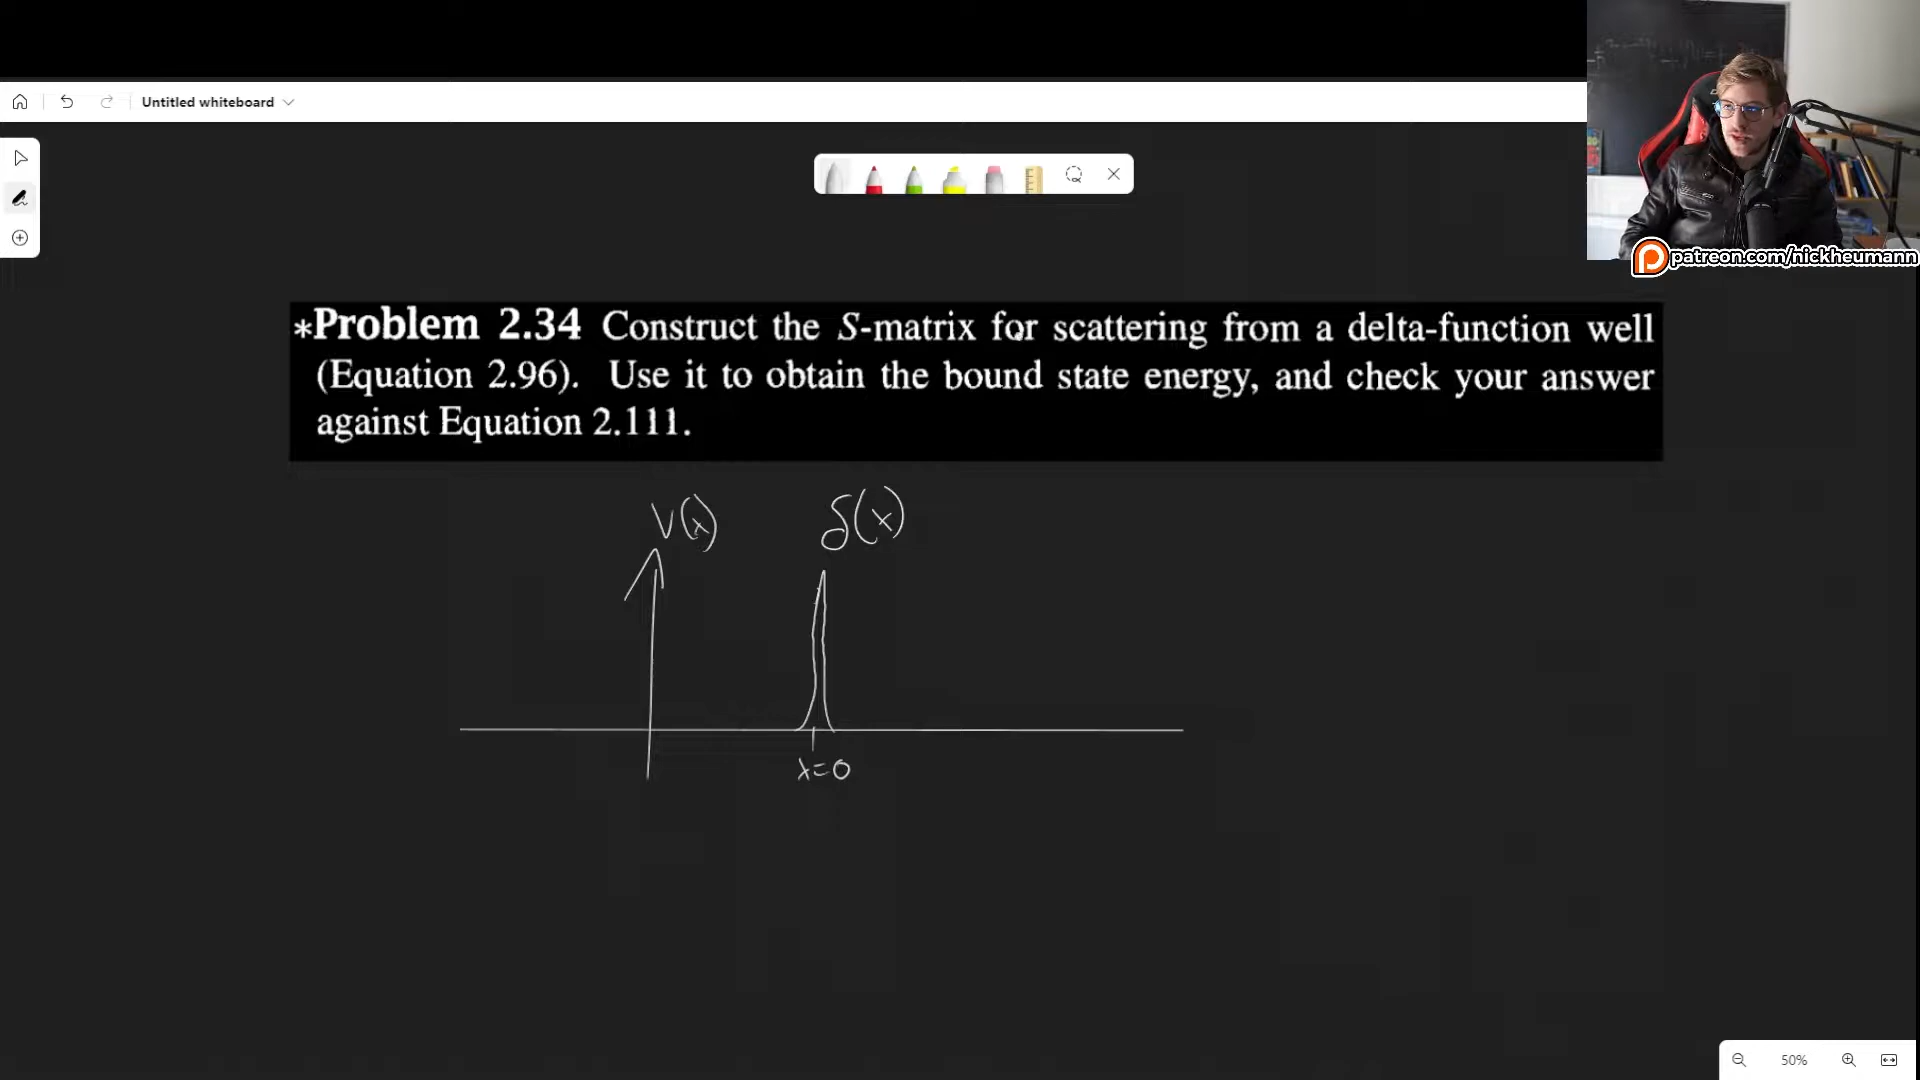 Untitled whiteboard
patreon.com/nickheumann
*Problem 2.34 Construct the S-matrix for scattering from a delta-function well
(Equation 2.96). Use it to obtain the bound state energy, and check your answer
against Equation 2.111.
V(x) δ(x)
x=0
50%